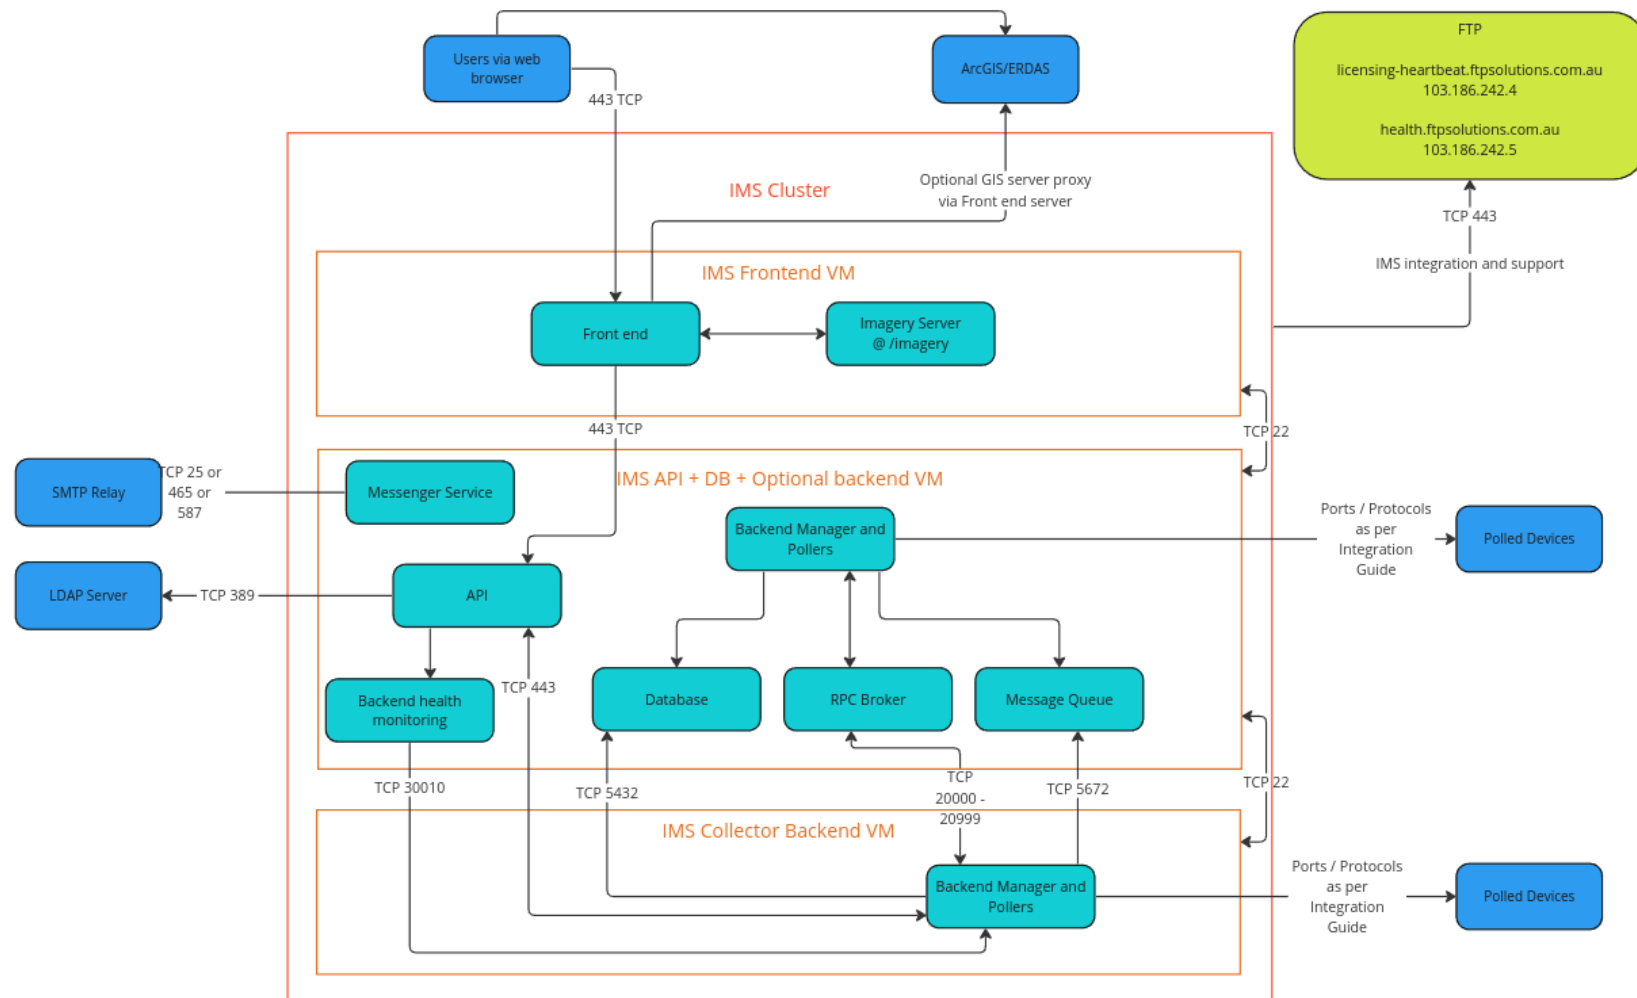 Users via web
browser
ArcGIS/ERDAS
FTP
licensing-heartbeat.ftpsolutions.com.au
103.186.242.4
health.ftpsolutions.com.au
103.186.242.5
443 TCP
IMS Cluster
Optional GIS server proxy
via Front end server
TCP 443
IMS integration and support
IMS Frontend VM
Front end
Imagery Server
@ /imagery
443 TCP
TCP 22
SMTP Relay
TCP 25 or
465 or
587
Messenger Service
IMS API + DB + Optional backend VM
Backend Manager and
Pollers
Ports / Protocols
as per
Integration
Guide
Polled Devices
LDAP Server
TCP 389
API
TCP 443
Backend health
monitoring
Database
RPC Broker
Message Queue
TCP 30010
TCP 5432
TCP
20000 -
20999
TCP 5672
TCP 22
IMS Collector Backend VM
Backend Manager and
Pollers
Ports / Protocols
as per
Integration
Guide
Polled Devices